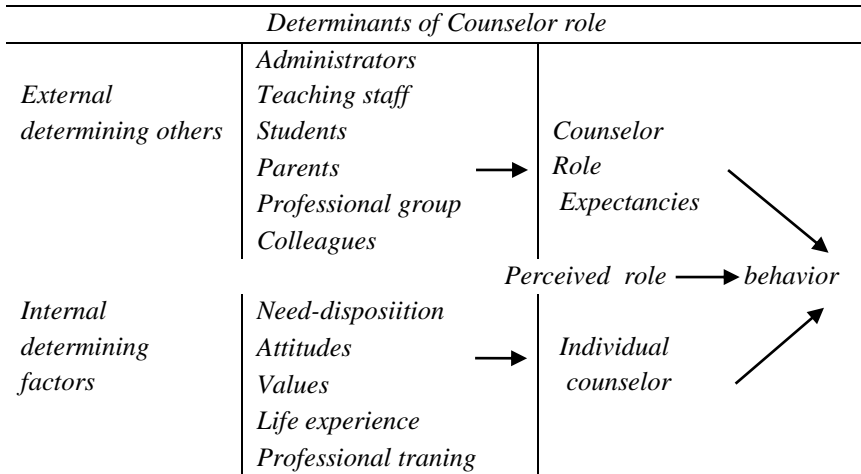 Determinants of Counselor role
Administrators
External Teaching staff
determining others Students Counselor
Parents Role
Professional group Expectancies
Colleagues
Perceived role behavior
Internal Need-disposiition
determining Attitudes Individual
factors Values counselor
Life experience
Professional traning